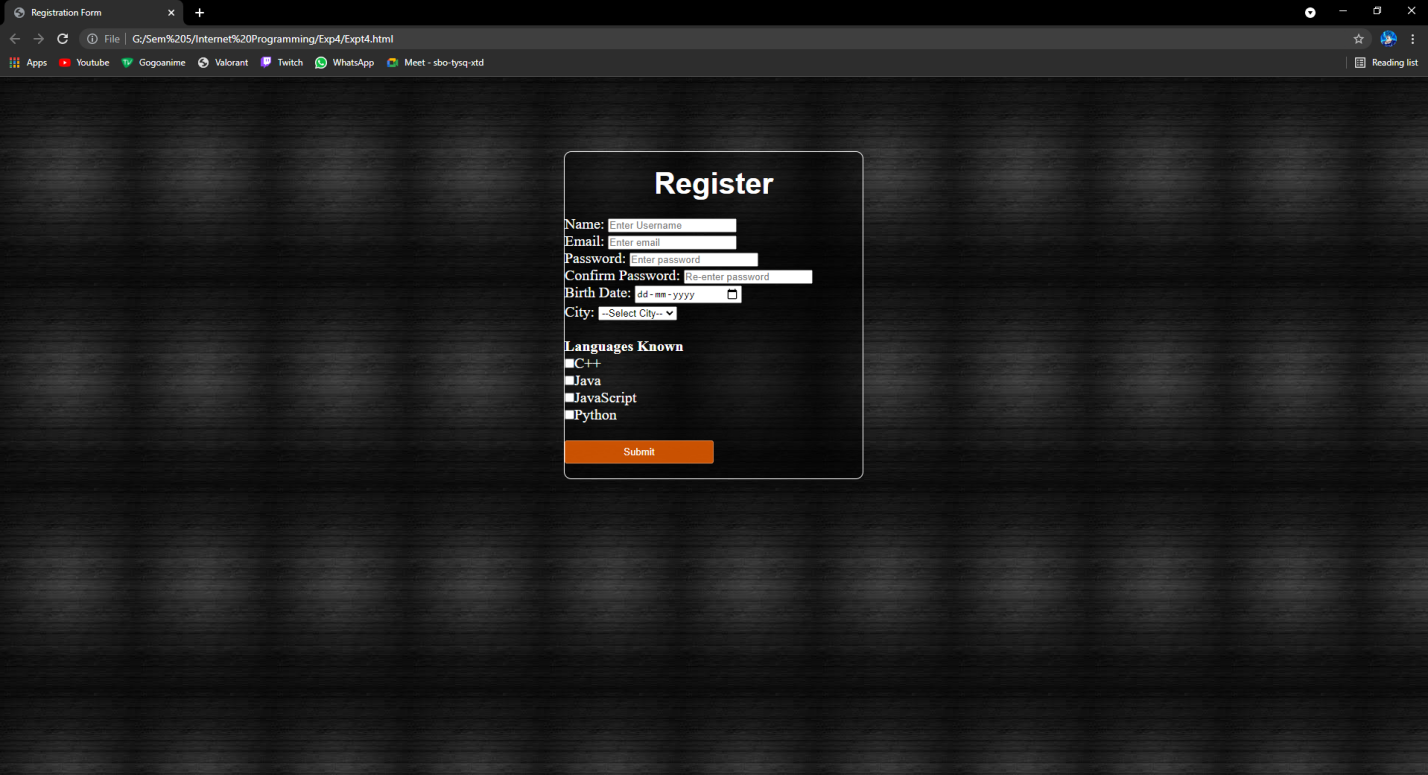 Registration Form
File
G:/Sem%205/Internet%20Programming/Exp4/Expt4.html
Apps Youtube Gogoanime Valorant Twitch WhatsApp Meet - sbo-tysq-xtd Reading list
Register
Name: Enter Username
Email: Enter email
Password: Enter password
Confirm Password: Re-enter password
Birth Date: dd-mm-yyyy
City: --Select City--
Languages Known
C++
Java
JavaScript
Python
Submit